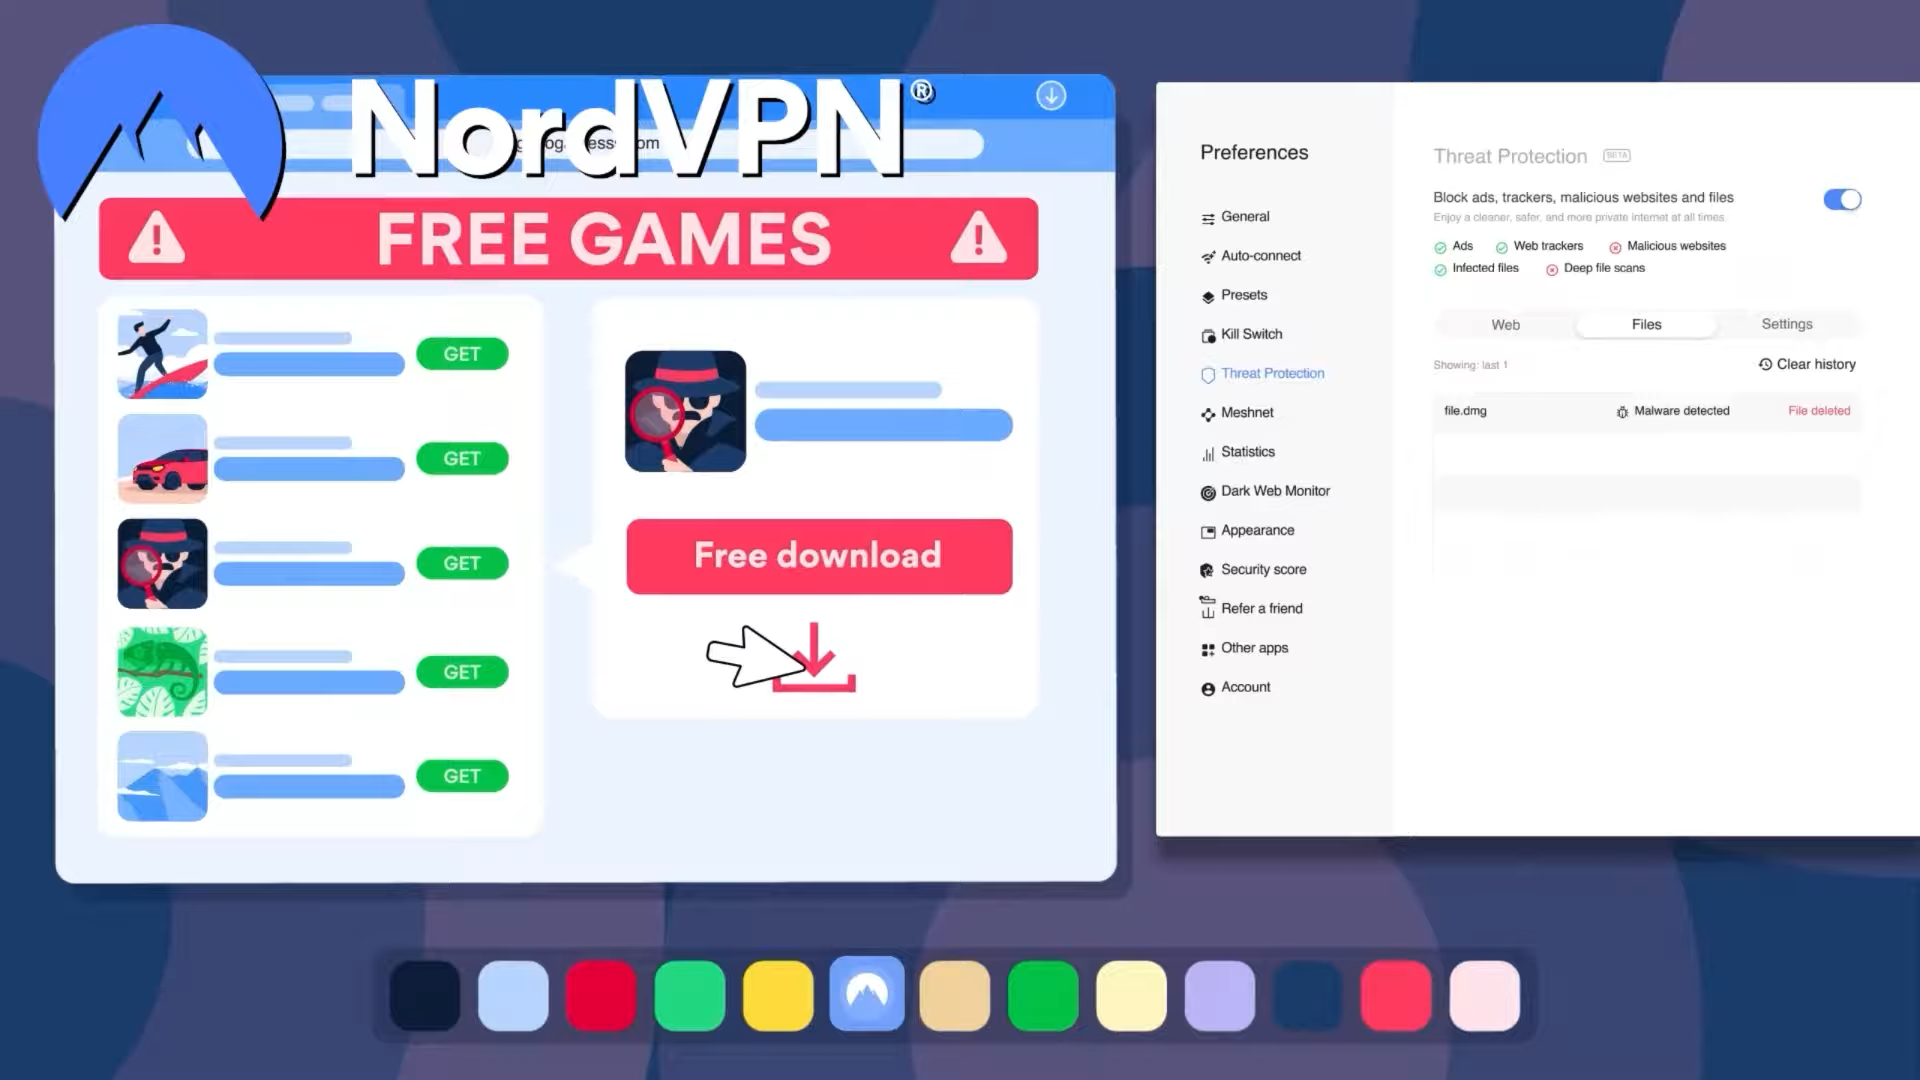 NordVPN®
FREE GAMES
GET
GET
GET
GET
GET
Free download
Preferences
General
Auto-connect
Presets
Kill Switch
Threat Protection
Meshnet
Statistics
Dark Web Monitor
Appearance
Security score
Refer a friend
Other apps
Account
Threat Protection BETA
Block ads, trackers, malicious websites and files
Enjoy a cleaner, safer, and more private internet at all times.
Ads Web trackers Malicious websites
Infected files Deep file scans
Web Files Settings
Showing: last 1 Clear history
file.dmg Malware detected File deleted